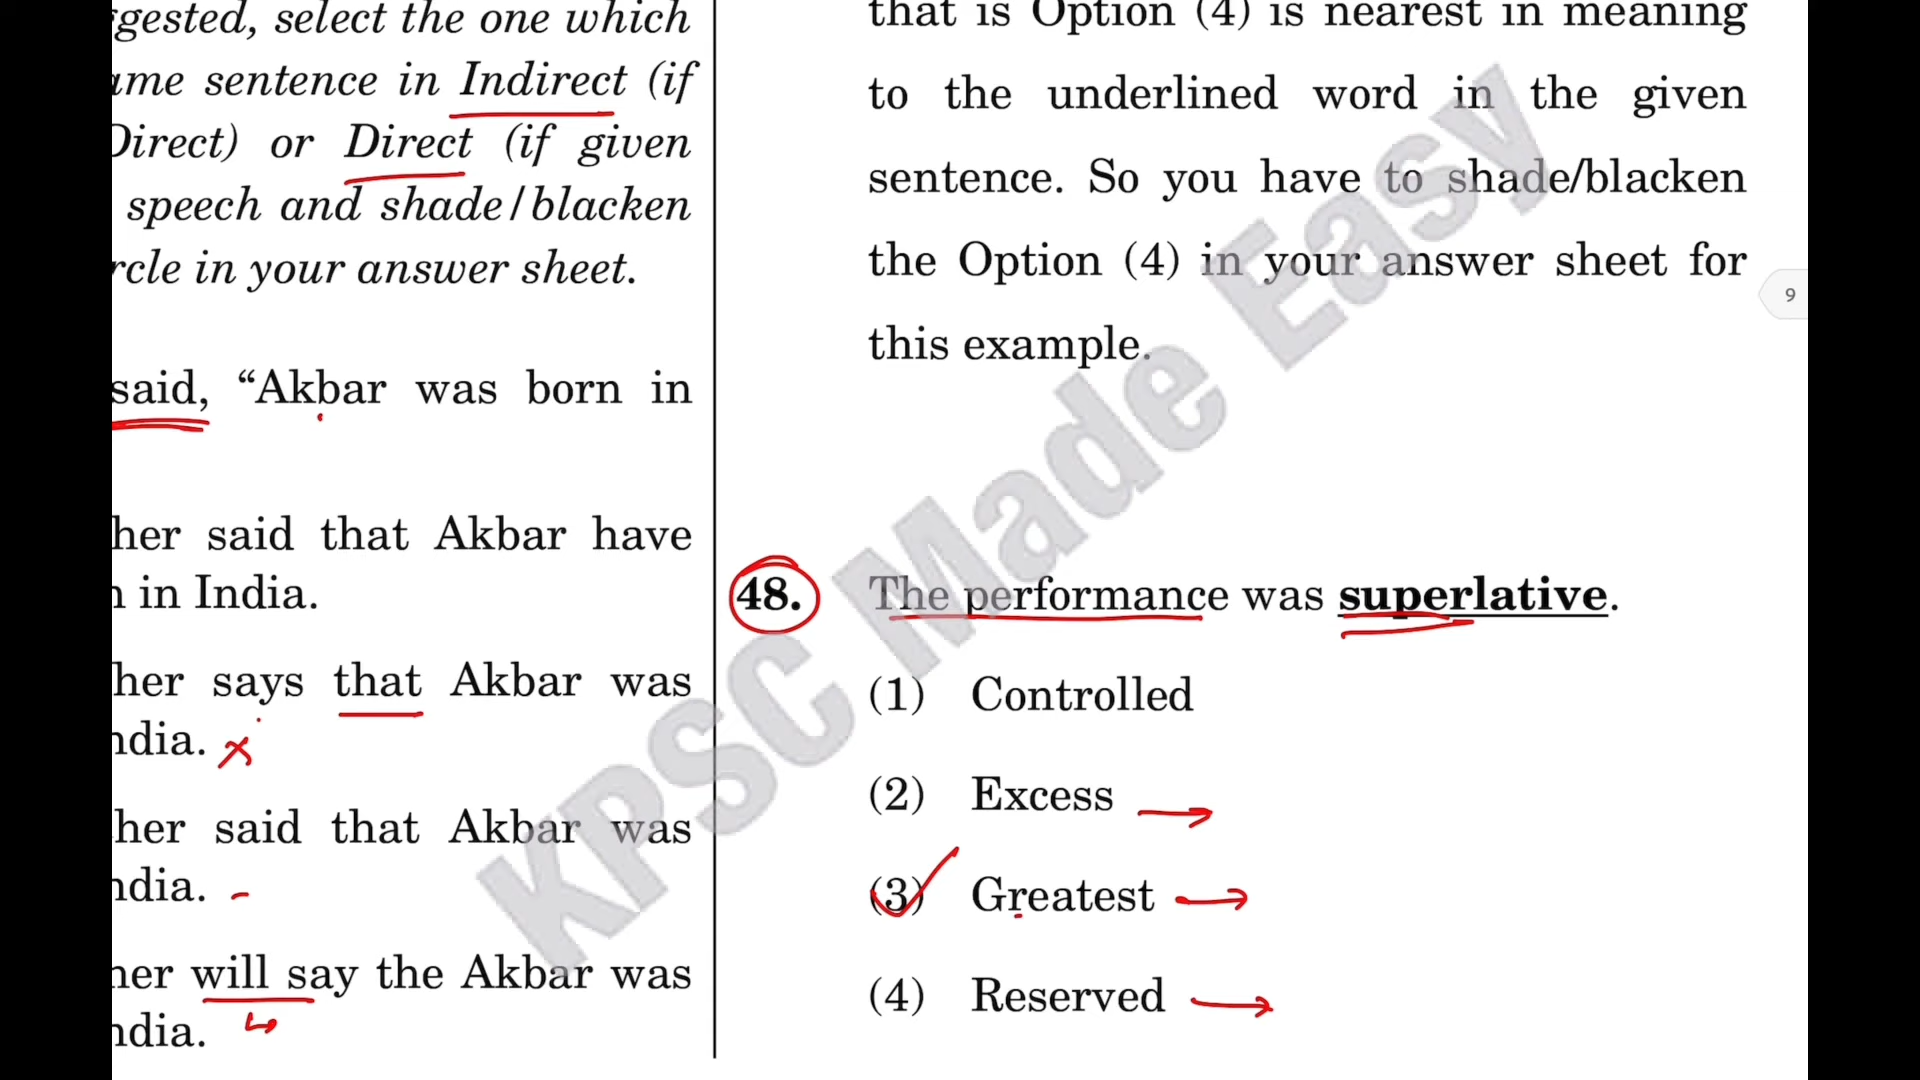 ggested, select the one which
ame sentence in Indirect (if
Direct) or Direct (if given
speech and shade/blacken
rcle in your answer sheet.
said, “Akbar was born in
her said that Akbar have
n in India.
her says that Akbar was
ndia.
her said that Akbar was
ndia.
her will say the Akbar was
ndia.
that is Option (4) is nearest in meaning
to the underlined word in the given
sentence. So you have to shade/blacken
the Option (4) in your answer sheet for
this example.
48. The performance was superlative.
(1) Controlled
(2) Excess
(3) Greatest
(4) Reserved
KPSC Made Easy
9